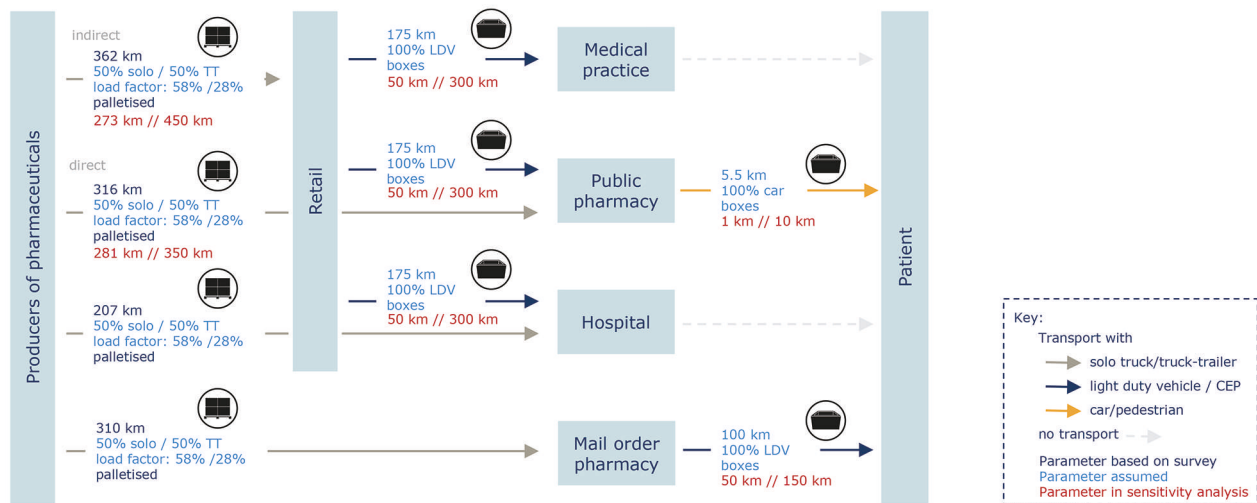 Producers of pharmaceuticals
indirect
362 km
50% solo / 50% TT
load factor: 58% /28%
palletised
273 km // 450 km
direct
316 km
50% solo / 50% TT
load factor: 58% /28%
palletised
281 km // 350 km
207 km
50% solo / 50% TT
load factor: 58% /28%
palletised
310 km
50% solo / 50% TT
load factor: 58% /28%
palletised
Retail
175 km
100% LDV
boxes
50 km // 300 km
175 km
100% LDV
boxes
50 km // 300 km
175 km
100% LDV
boxes
50 km // 300 km
Medical
practice
Public
pharmacy
Hospital
Mail order
pharmacy
5.5 km
100% car
boxes
1 km // 10 km
100 km
100% LDV
boxes
50 km // 150 km
Patient
Key:
Transport with
solo truck/truck-trailer
light duty vehicle / CEP
car/pedestrian
no transport
Parameter based on survey
Parameter assumed
Parameter in sensitivity analysis